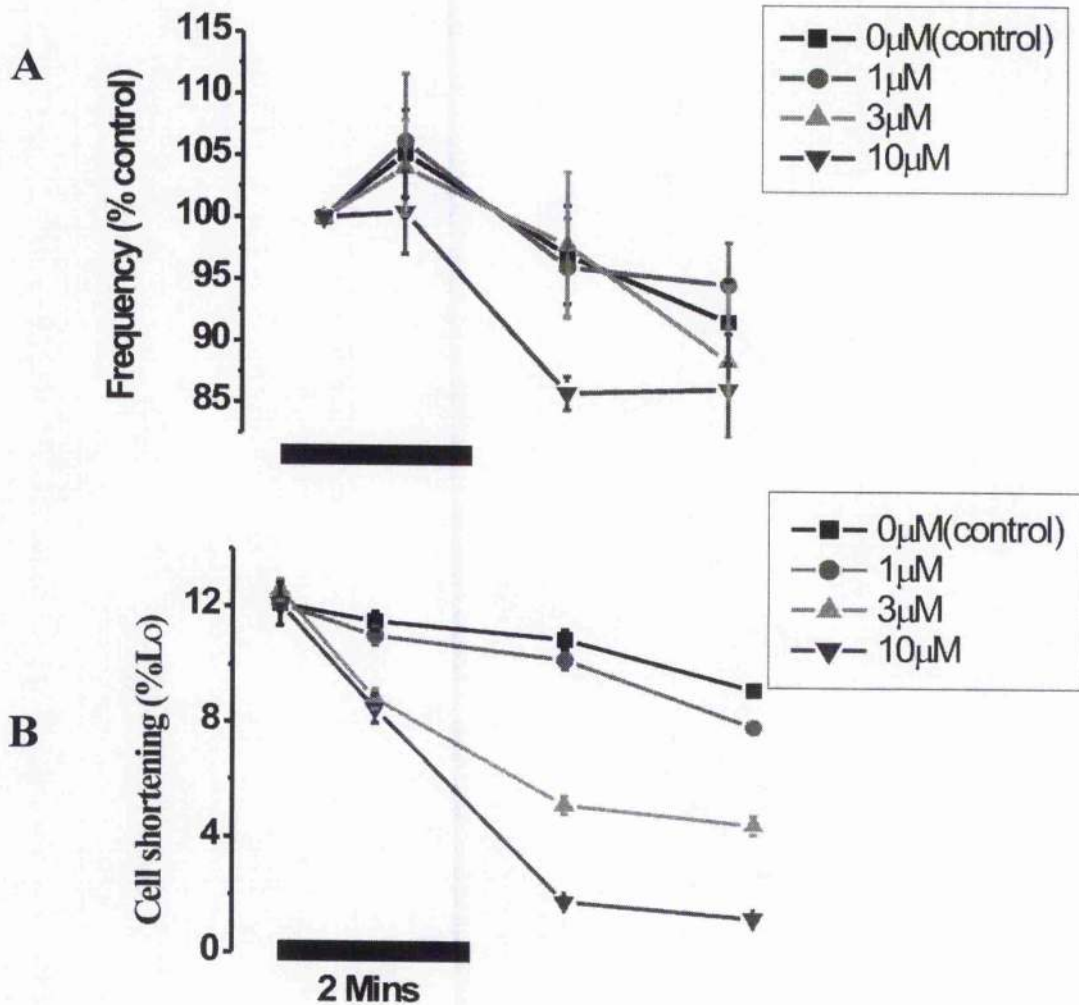 A
115
110
105
100
95
90
85
Frequency (% control)
0μM(control)
1μM
3μM
10μM
B
12
8
4
0
Cell shortening (%Lo)
0μM(control)
1μM
3μM
10μM
2 Mins